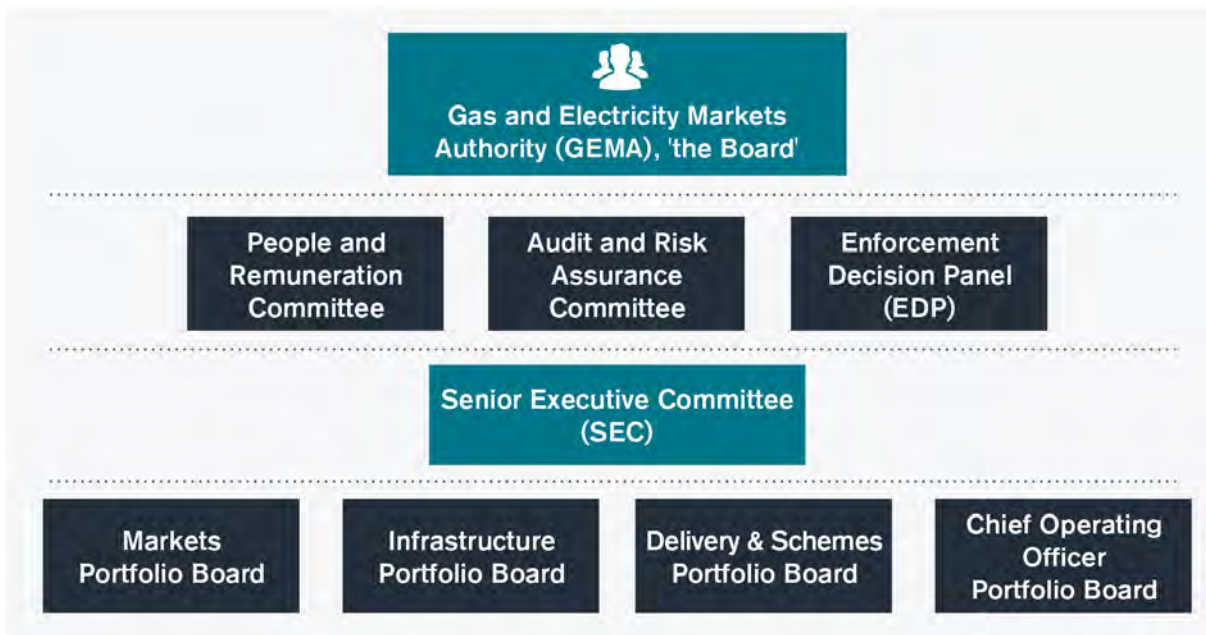 Gas and Electricity Markets
Authority (GEMA), 'the Board'
People and
Remuneration
Committee
Audit and Risk
Assurance
Committee
Enforcement
Decision Panel
(EDP)
Senior Executive Committee
(SEC)
Markets
Portfolio Board
Infrastructure
Portfolio Board
Delivery & Schemes
Portfolio Board
Chief Operating
Officer
Portfolio Board